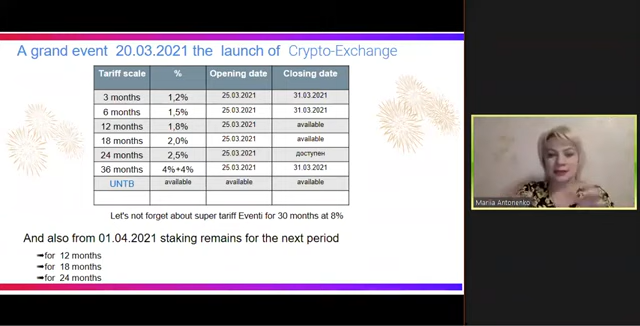 A grand event 20.03.2021 the launch of Crypto-Exchange
Tariff scale % Opening date Closing date
3 months 1,2% 25.03.2021 31.03.2021
6 months 1,5% 25.03.2021 31.03.2021
12 months 1,8% 25.03.2021 available
18 months 2,0% 25.03.2021 available
24 months 2,5% 25.03.2021 доступен
36 months 4%+4% 25.03.2021 31.03.2021
UNTB available available available
Let's not forget about super tariff Eventi for 30 months at 8%
And also from 01.04.2021 staking remains for the next period
➟for 12 months
➟for 18 months
➟for 24 months
Mariia Antonenko